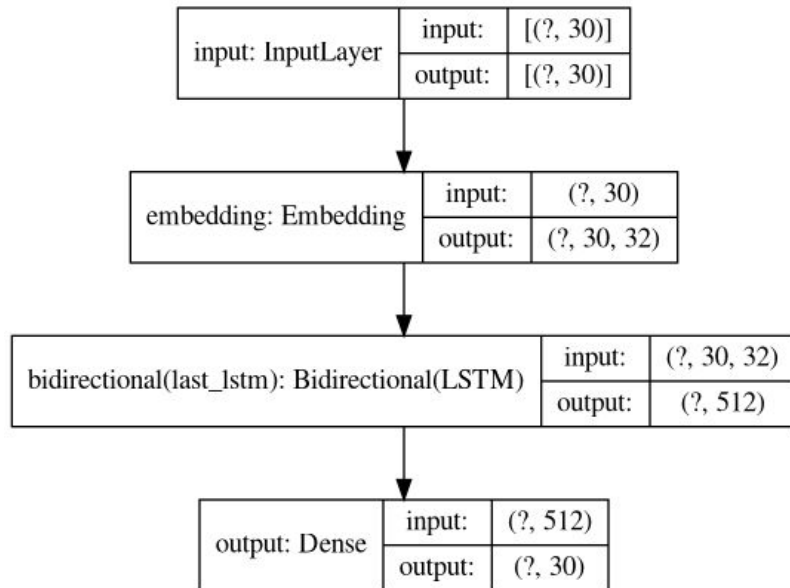 input: InputLayer
input:
[(?, 30)]
output:
[(?, 30)]
embedding: Embedding
input:
(?, 30)
output:
(?, 30, 32)
bidirectional(last_lstm): Bidirectional(LSTM)
input:
(?, 30, 32)
output:
(?, 512)
output: Dense
input:
(?, 512)
output:
(?, 30)